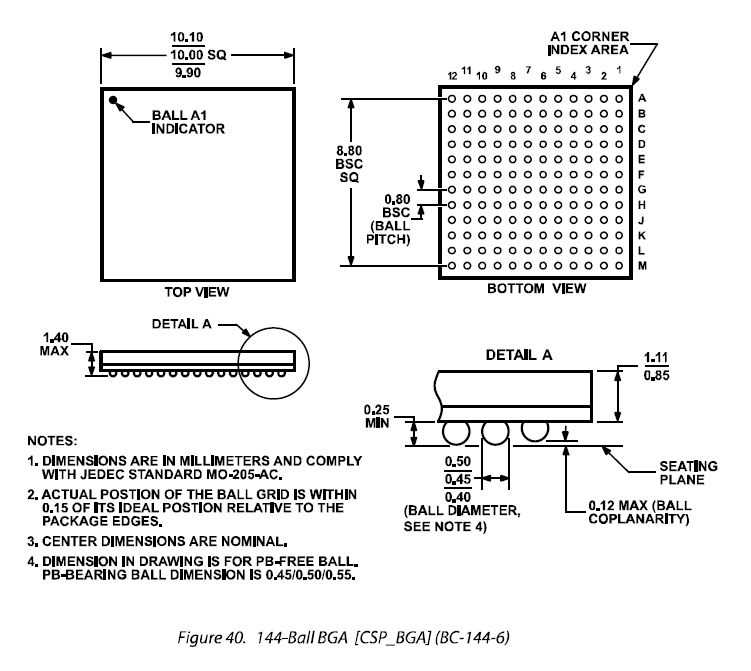 10.10
10.00 SQ
9.90
BALL A1
INDICATOR
TOP VIEW
A1 CORNER
INDEX AREA
12 11 10 9 8 7 6 5 4 3 2 1
A
B
C
D
E
F
G
H
J
K
L
M
8.80
BSC
SQ
0.80
BSC
(BALL
PITCH)
BOTTOM VIEW
DETAIL A
1.40
MAX
DETAIL A
1.11
0.85
0.25
MIN
0.50
0.45
0.40
(BALL DIAMETER,
SEE NOTE 4)
SEATING
PLANE
0.12 MAX (BALL
COPLANARITY)
NOTES:
1. DIMENSIONS ARE IN MILLIMETERS AND COMPLY
WITH JEDEC STANDARD MO-205-AC.
2. ACTUAL POSTION OF THE BALL GRID IS WITHIN
0.15 OF ITS IDEAL POSTION RELATIVE TO THE
PACKAGE EDGES.
3. CENTER DIMENSIONS ARE NOMINAL.
4. DIMENSION IN DRAWING IS FOR PB-FREE BALL.
PB-BEARING BALL DIMENSION IS 0.45/0.50/0.55.
Figure 40. 144-Ball BGA [CSP_BGA] (BC-144-6)